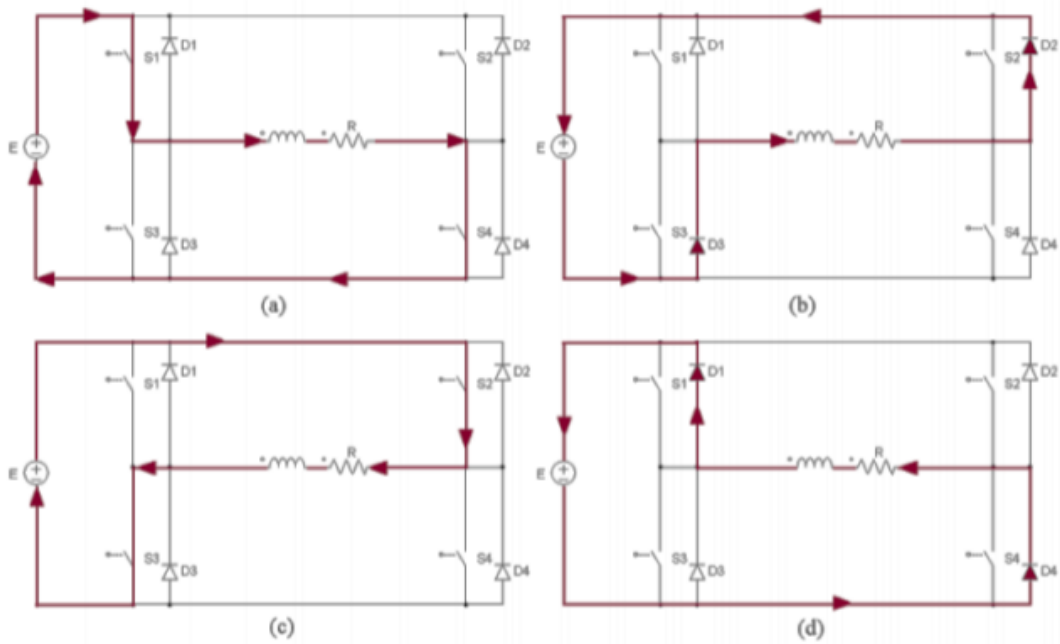 D1 D2 D1 D2
S1 S2 S1 S2
R R
E E
S3 S4 S3 S4
D3 D4 D3 D4
(a) (b)
D1 D2 D1 D2
S1 S2 S1 S2
R R
E E
S3 S4 S3 S4
D3 D4 D3 D4
(c) (d)